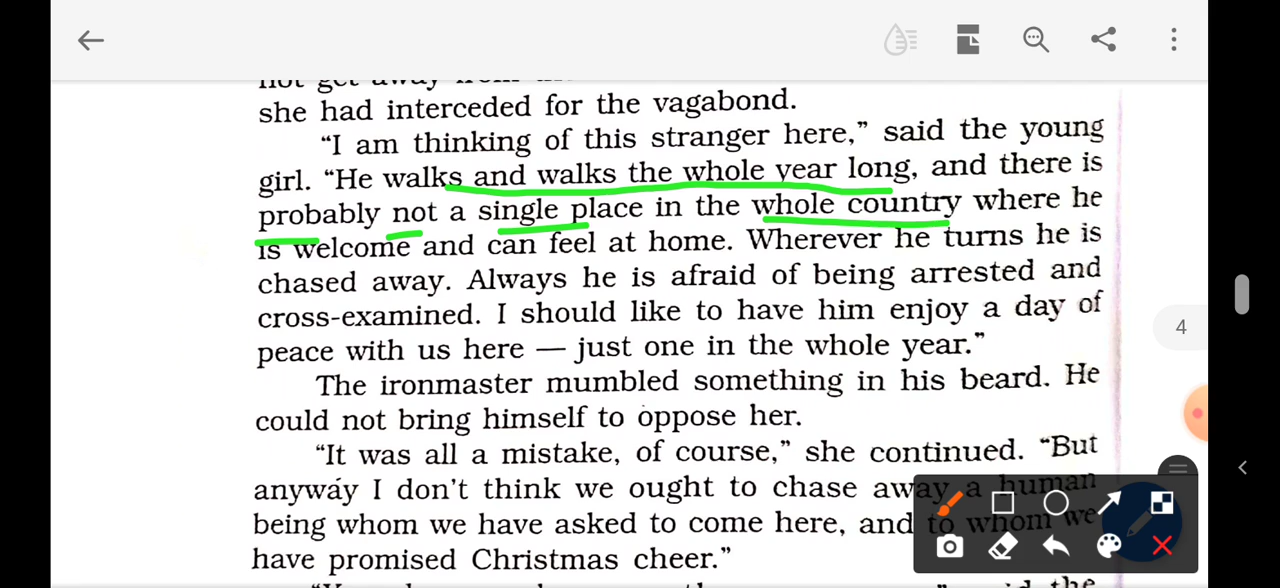 not get away from
she had interceded for the vagabond.
“I am thinking of this stranger here,” said the young
girl. “He walks and walks the whole year long, and there is
probably not a single place in the whole country where he
is welcome and can feel at home. Wherever he turns he is
chased away. Always he is afraid of being arrested and
cross-examined. I should like to have him enjoy a day of
peace with us here — just one in the whole year.”
The ironmaster mumbled something in his beard. He
could not bring himself to oppose her.
“It was all a mistake, of course,” she continued. “But
anyway I don't think we ought to chase away a human
being whom we have asked to come here, and to whom we
have promised Christmas cheer.”
4